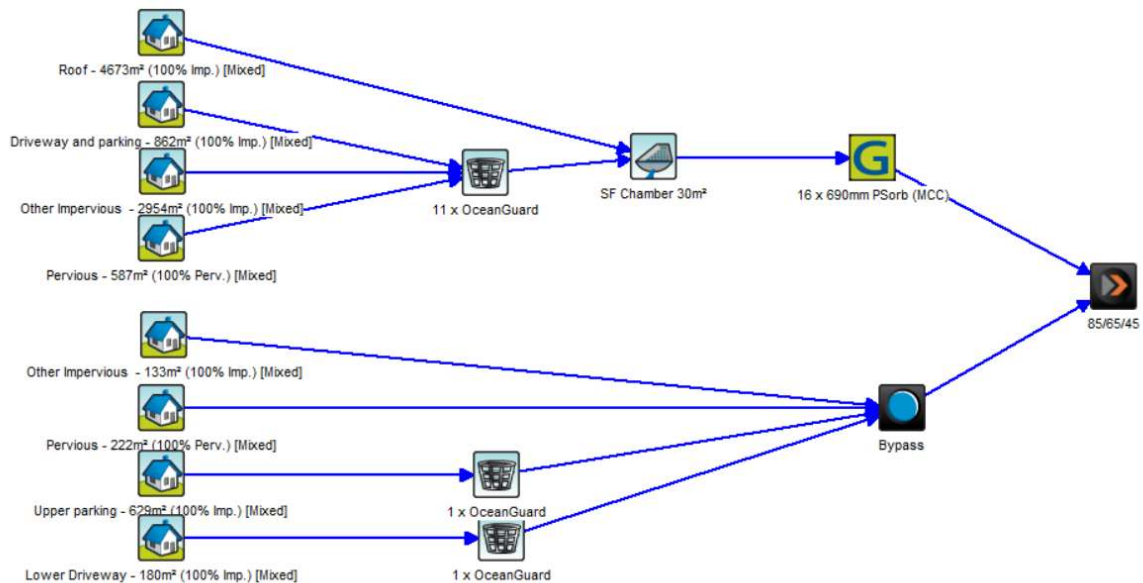 Roof - 4673m² (100% Imp.) [Mixed]
Driveway and parking - 862m² (100% Imp.) [Mixed]
Other Impervious - 2954m² (100% Imp.) [Mixed]
Pervious - 587m² (100% Perv.) [Mixed]
11 x OceanGuard
SF Chamber 30m²
G
16 x 690mm PSorb (MCC)
85/65/45
Other Impervious - 133m² (100% Imp.) [Mixed]
Pervious - 222m² (100% Perv.) [Mixed]
Upper parking - 629m² (100% Imp.) [Mixed]
Lower Driveway - 180m² (100% Imp.) [Mixed]
1 x OceanGuard
1 x OceanGuard
Bypass